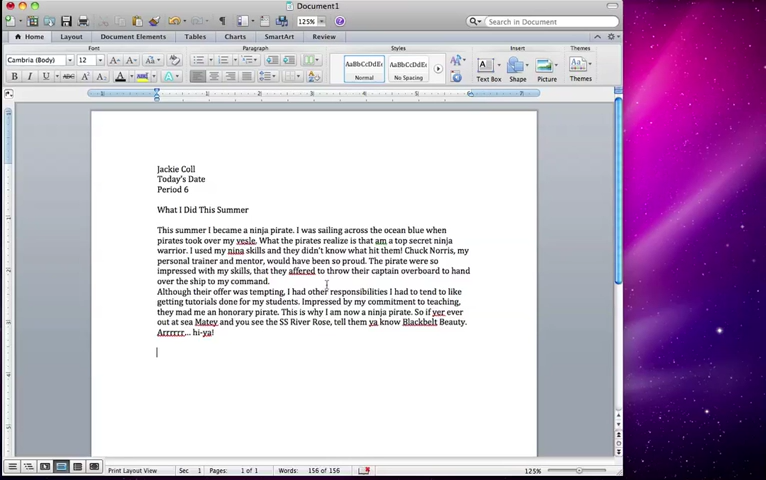 Document1
125%
Search in Document
Home Layout Document Elements Tables Charts SmartArt Review
Font Paragraph Styles Insert Themes
Cambria (Body) 12
AaBbCcDdEe AaBbCcDdEe
Normal No Spacing Text Box Shape Picture Themes
B I U ABC
Jackie Coll
Today's Date
Period 6
What I Did This Summer
This summer I became a ninja pirate. I was sailing across the ocean blue when
pirates took over my vesle. What the pirates realize is that am a top secret ninja
warrior. I used my nina skills and they didn't know what hit them! Chuck Norris, my
personal trainer and mentor, would have been so proud. The pirate were so
impressed with my skills, that they affered to throw their captain overboard to hand
over the ship to my command.
Although their offer was tempting, I had other responsibilities I had to tend to like
getting tutorials done for my students. Impressed by my commitment to teaching,
they mad me an honorary pirate. This is why I am now a ninja pirate. So if yer ever
out at sea Matey and you see the SS River Rose, tell them ya know Blackbelt Beauty.
Arrrrrr... hi-ya!
Print Layout View Sec 1 Pages: 1 of 1 Words: 156 of 156 125%